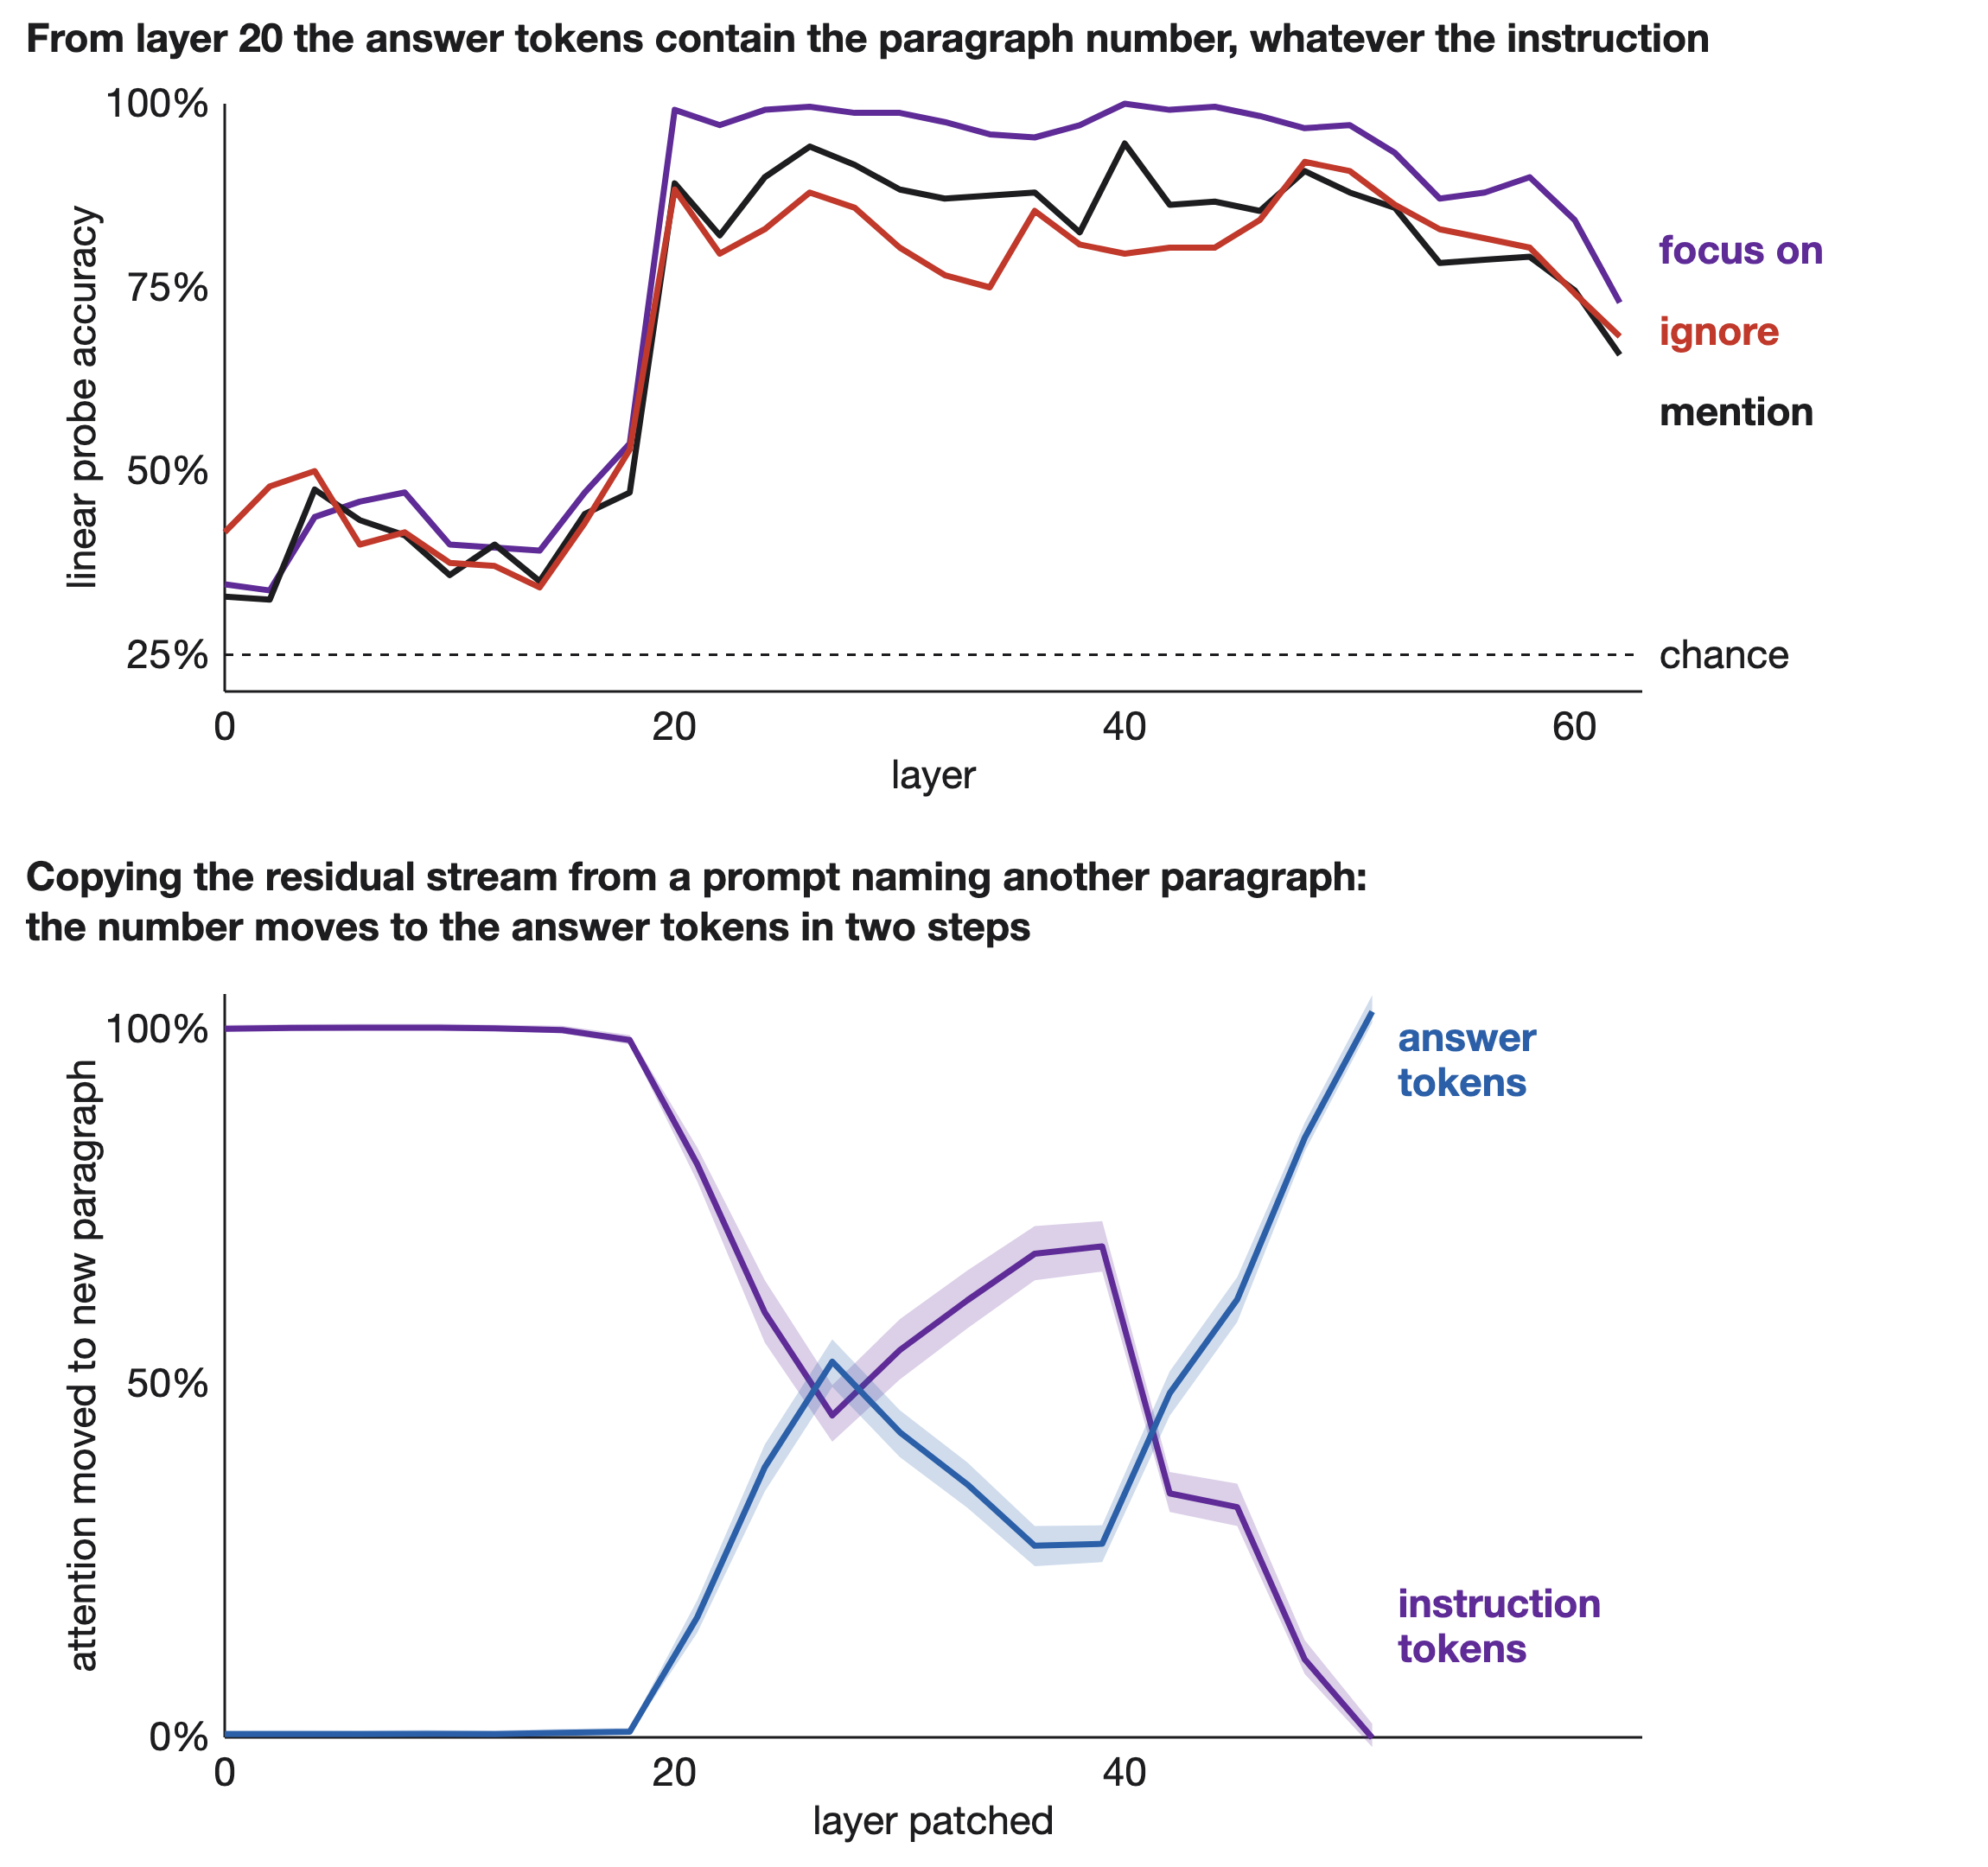 From layer 20 the answer tokens contain the paragraph number, whatever the instruction
100%
75%
50%
25%
linear probe accuracy
focus on
ignore
mention
chance
0
20
40
60
layer
Copying the residual stream from a prompt naming another paragraph:
the number moves to the answer tokens in two steps
100%
50%
0%
attention moved to new paragraph
answer
tokens
instruction
tokens
0
20
40
layer patched